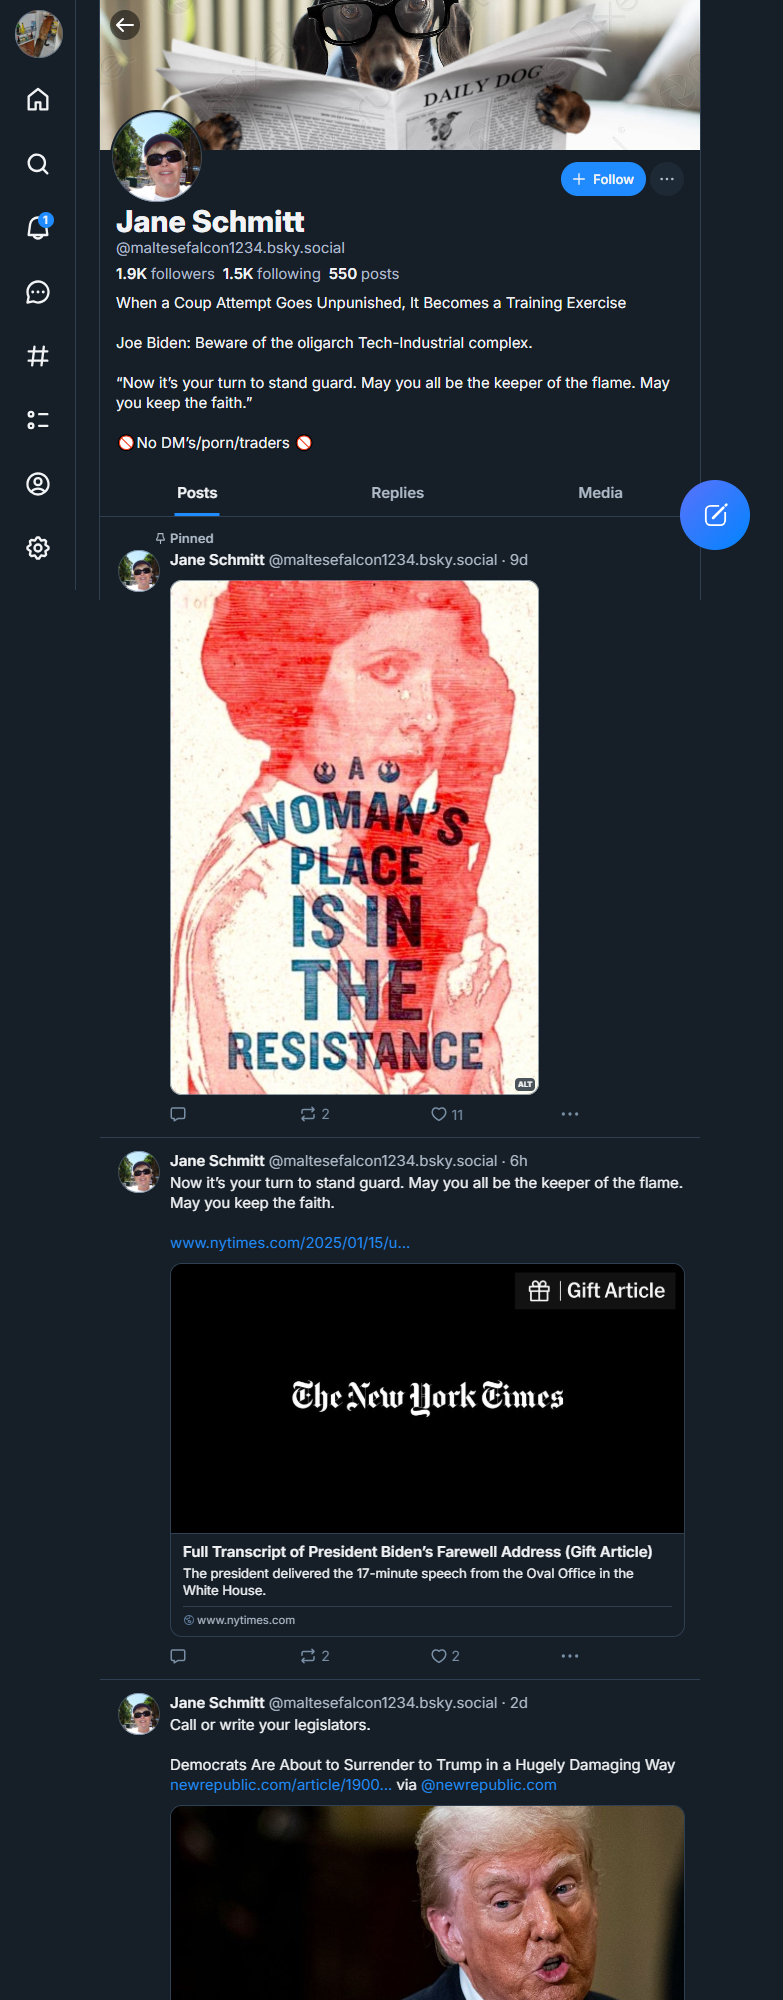 DAILY DOG
1
Follow
Jane Schmitt
@maltesefalcon1234.bsky.social
1.9K followers 1.5K following 550 posts
When a Coup Attempt Goes Unpunished, It Becomes a Training Exercise
Joe Biden: Beware of the oligarch Tech-Industrial complex.
“Now it’s your turn to stand guard. May you all be the keeper of the flame. May
you keep the faith.”
🚫No DM’s/porn/traders 🚫
Posts Replies Media
Pinned
Jane Schmitt @maltesefalcon1234.bsky.social · 9d
1 of
A
WOMAN’S
PLACE
IS IN
THE
RESISTANCE
ALT
2 11
Jane Schmitt @maltesefalcon1234.bsky.social · 6h
Now it’s your turn to stand guard. May you all be the keeper of the flame.
May you keep the faith.
www.nytimes.com/2025/01/15/u...
Gift Article
The New York Times
Full Transcript of President Biden’s Farewell Address (Gift Article)
The president delivered the 17-minute speech from the Oval Office in the
White House.
www.nytimes.com
2 2
Jane Schmitt @maltesefalcon1234.bsky.social · 2d
Call or write your legislators.
Democrats Are About to Surrender to Trump in a Hugely Damaging Way
newrepublic.com/article/1900... via @newrepublic.com